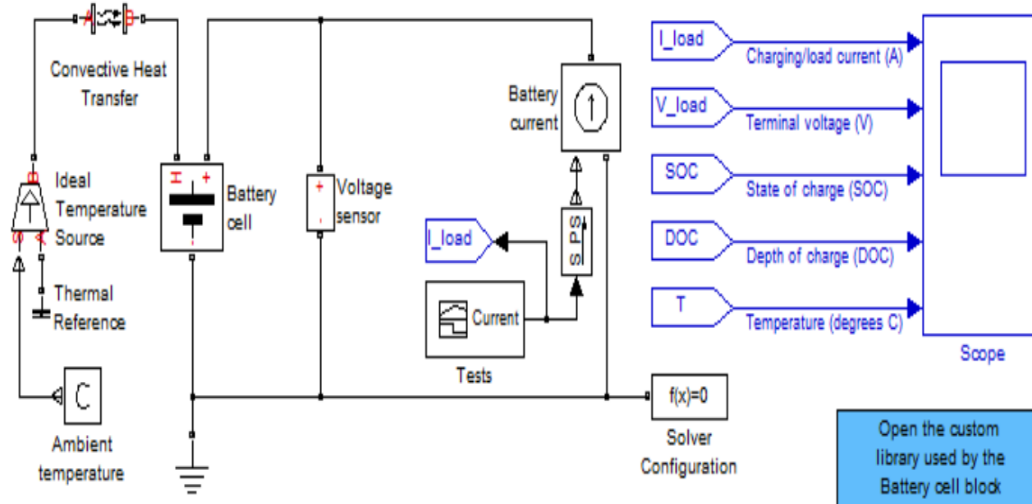 A
B
Convective Heat
Transfer
B
Ideal
Temperature
Source
S
A
Thermal
Reference
C
Ambient
temperature
H
+
-
Battery
cell
+
-
Voltage
sensor
Battery
current
I_load
S PS
Current
Tests
f(x)=0
Solver
Configuration
I_load
Charging/load current (A)
V_load
Terminal voltage (V)
SOC
State of charge (SOC)
DOC
Depth of charge (DOC)
T
Temperature (degrees C)
Scope
Open the custom
library used by the
Battery cell block